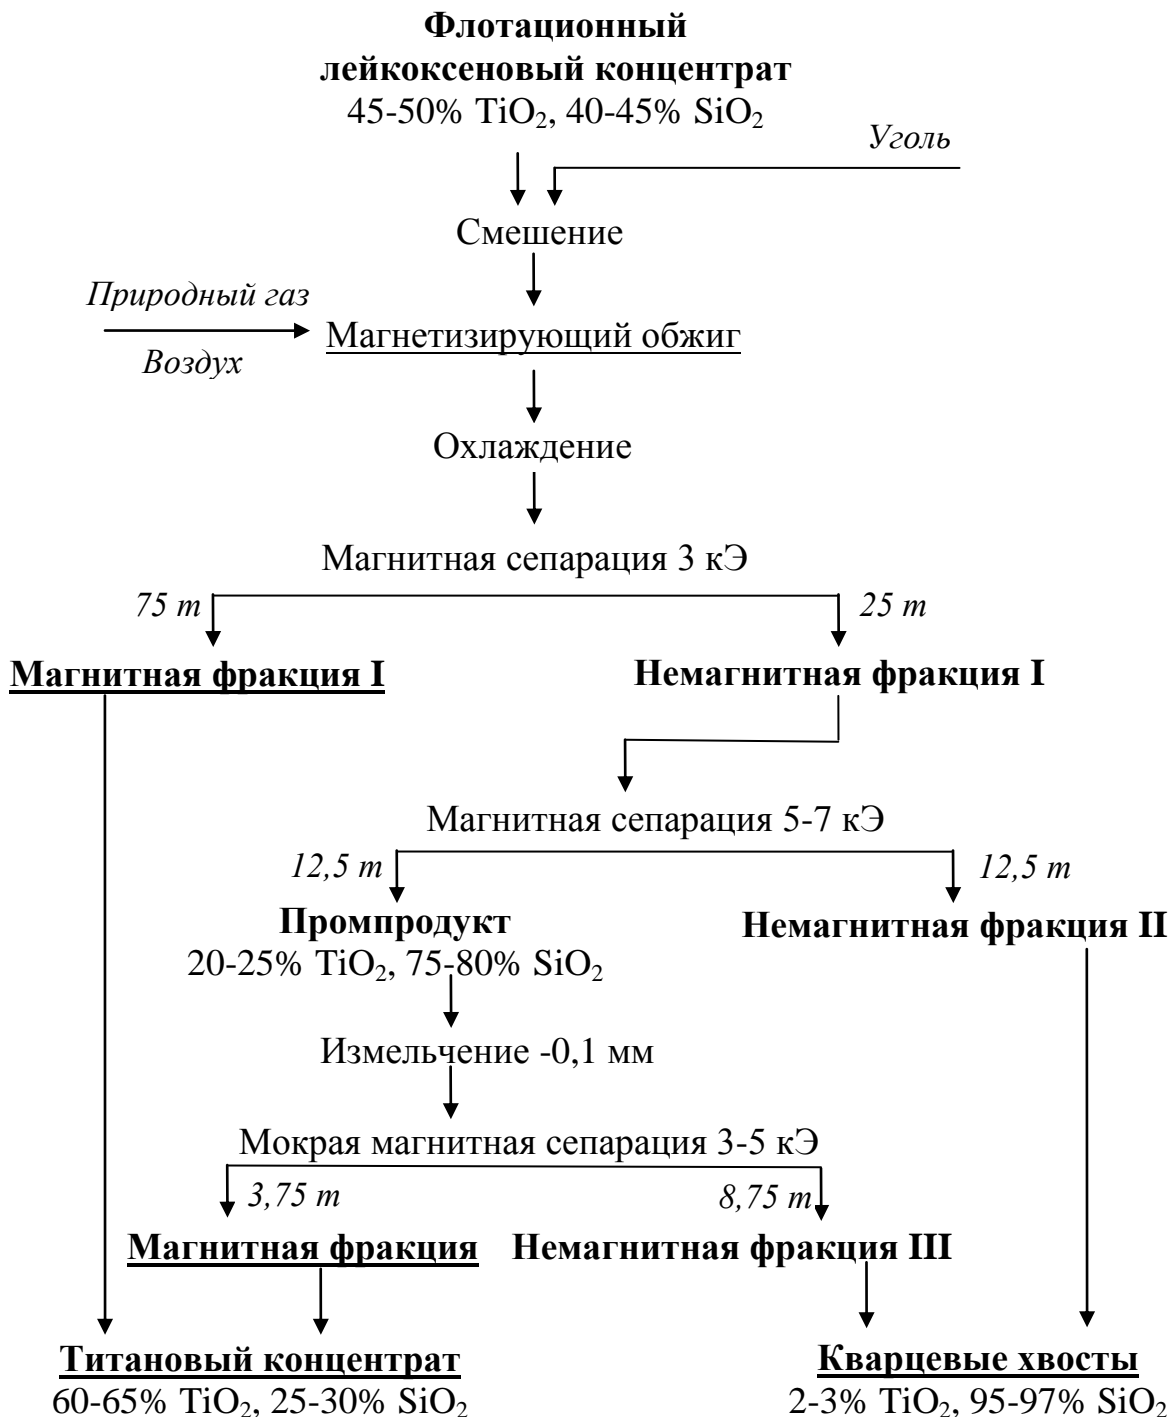 Флотационный
лейкоксеновый концентрат
45-50% TiO₂, 40-45% SiO₂
Уголь
Смешение
Природный газ
Магнетизирующий обжиг
Воздух
Охлаждение
Магнитная сепарация 3 кЭ
75 т
25 т
Магнитная фракция I
Немагнитная фракция I
Магнитная сепарация 5-7 кЭ
12,5 т
12,5 т
Промпродукт
20-25% TiO₂, 75-80% SiO₂
Немагнитная фракция II
Измельчение -0,1 мм
Мокрая магнитная сепарация 3-5 кЭ
3,75 т
8,75 т
Магнитная фракция
Немагнитная фракция III
Титановый концентрат
60-65% TiO₂, 25-30% SiO₂
Кварцевые хвосты
2-3% TiO₂, 95-97% SiO₂